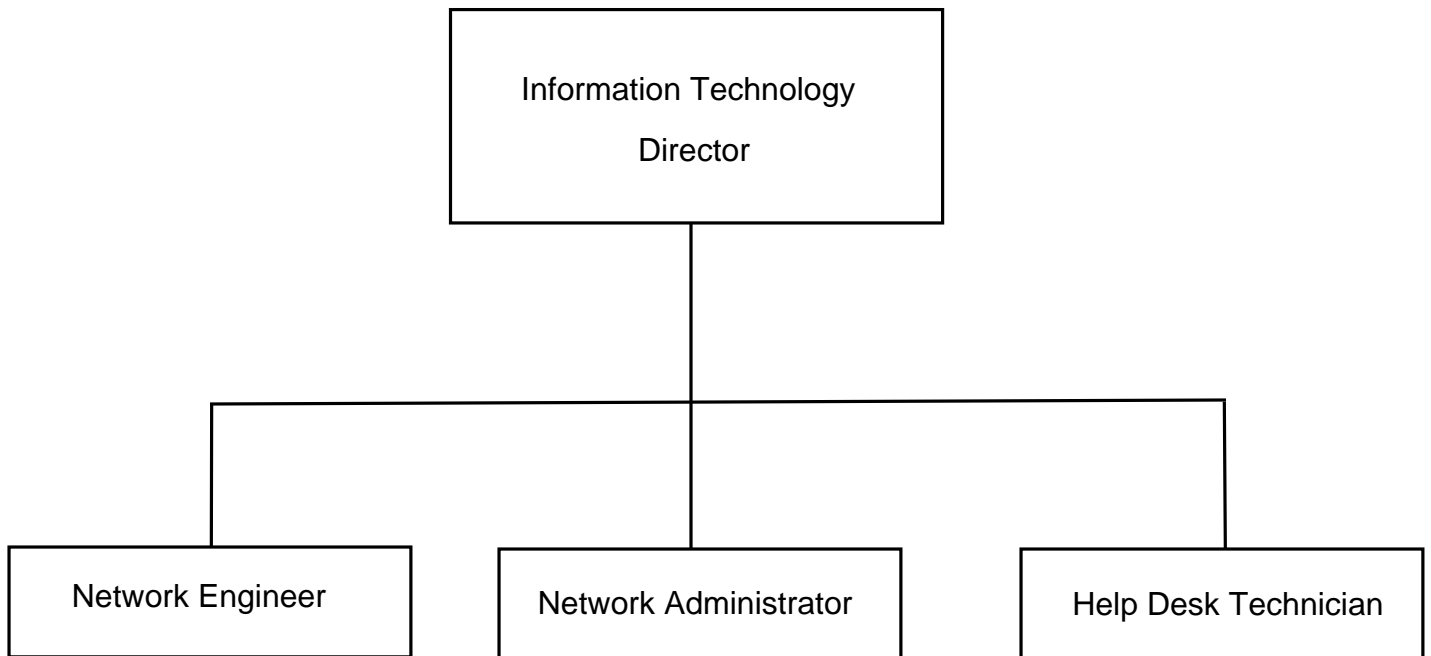 Information Technology
Director
Network Engineer
Network Administrator
Help Desk Technician